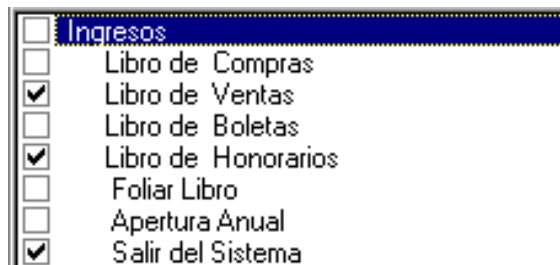 Ingresos
Libro de Compras
Libro de Ventas
Libro de Boletas
Libro de Honorarios
Foliar Libro
Apertura Anual
Salir del Sistema